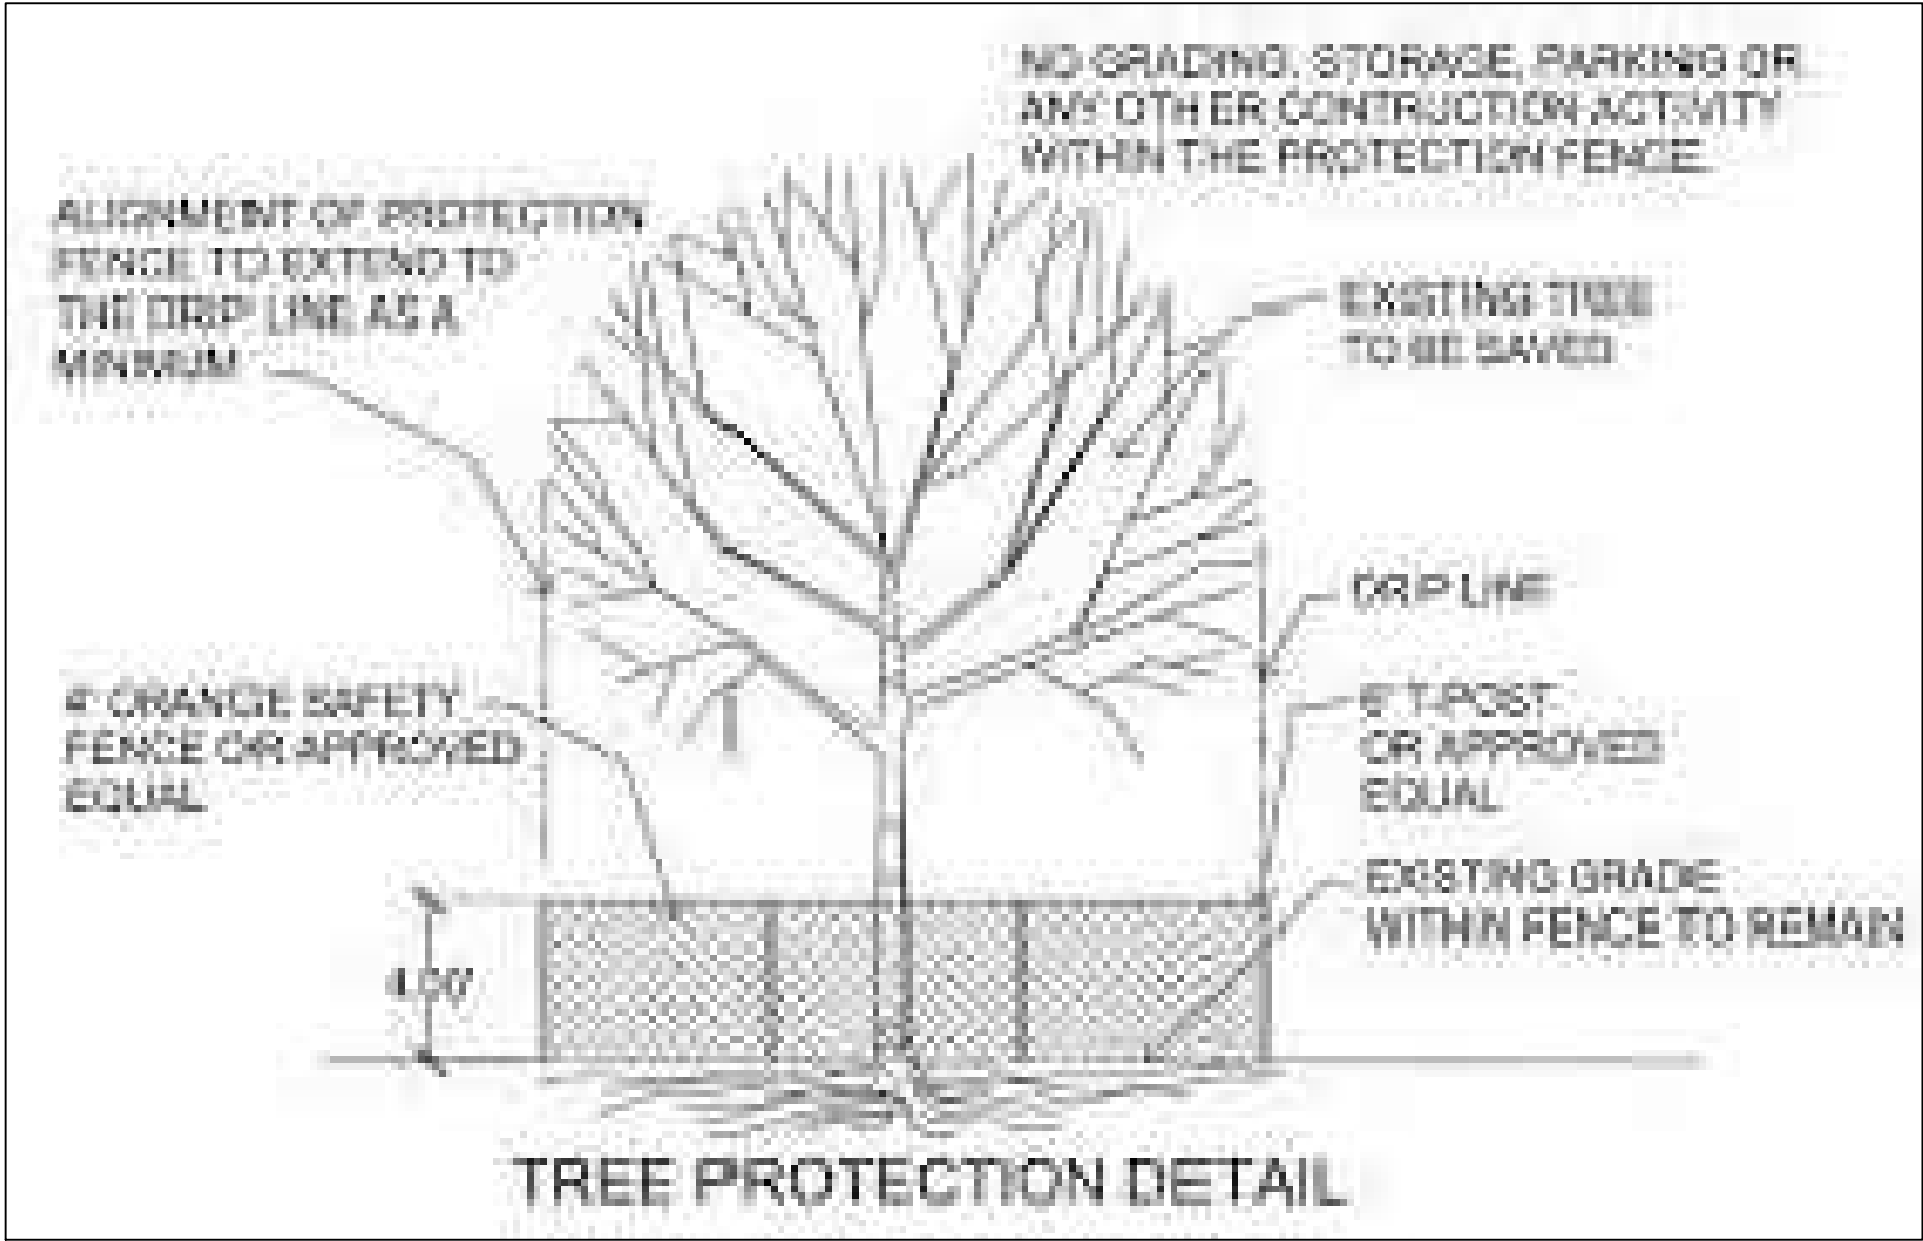 NO GRADING, STORAGE, PARKING OR
ANY OTHER CONTRUCTION ACTIVITY
WITHIN THE PROTECTION FENCE.
ALIGNMENT OF PROTECTION
FENCE TO EXTEND TO
THE DRIP LINE AS A
MINIMUM
EXISTING TREE
TO BE SAVED
DRIP LINE
4' ORANGE SAFETY
FENCE OR APPROVED
EQUAL
6' T-POST
OR APPROVED
EQUAL
EXISTING GRADE
WITHIN FENCE TO REMAIN
4.00'
TREE PROTECTION DETAIL